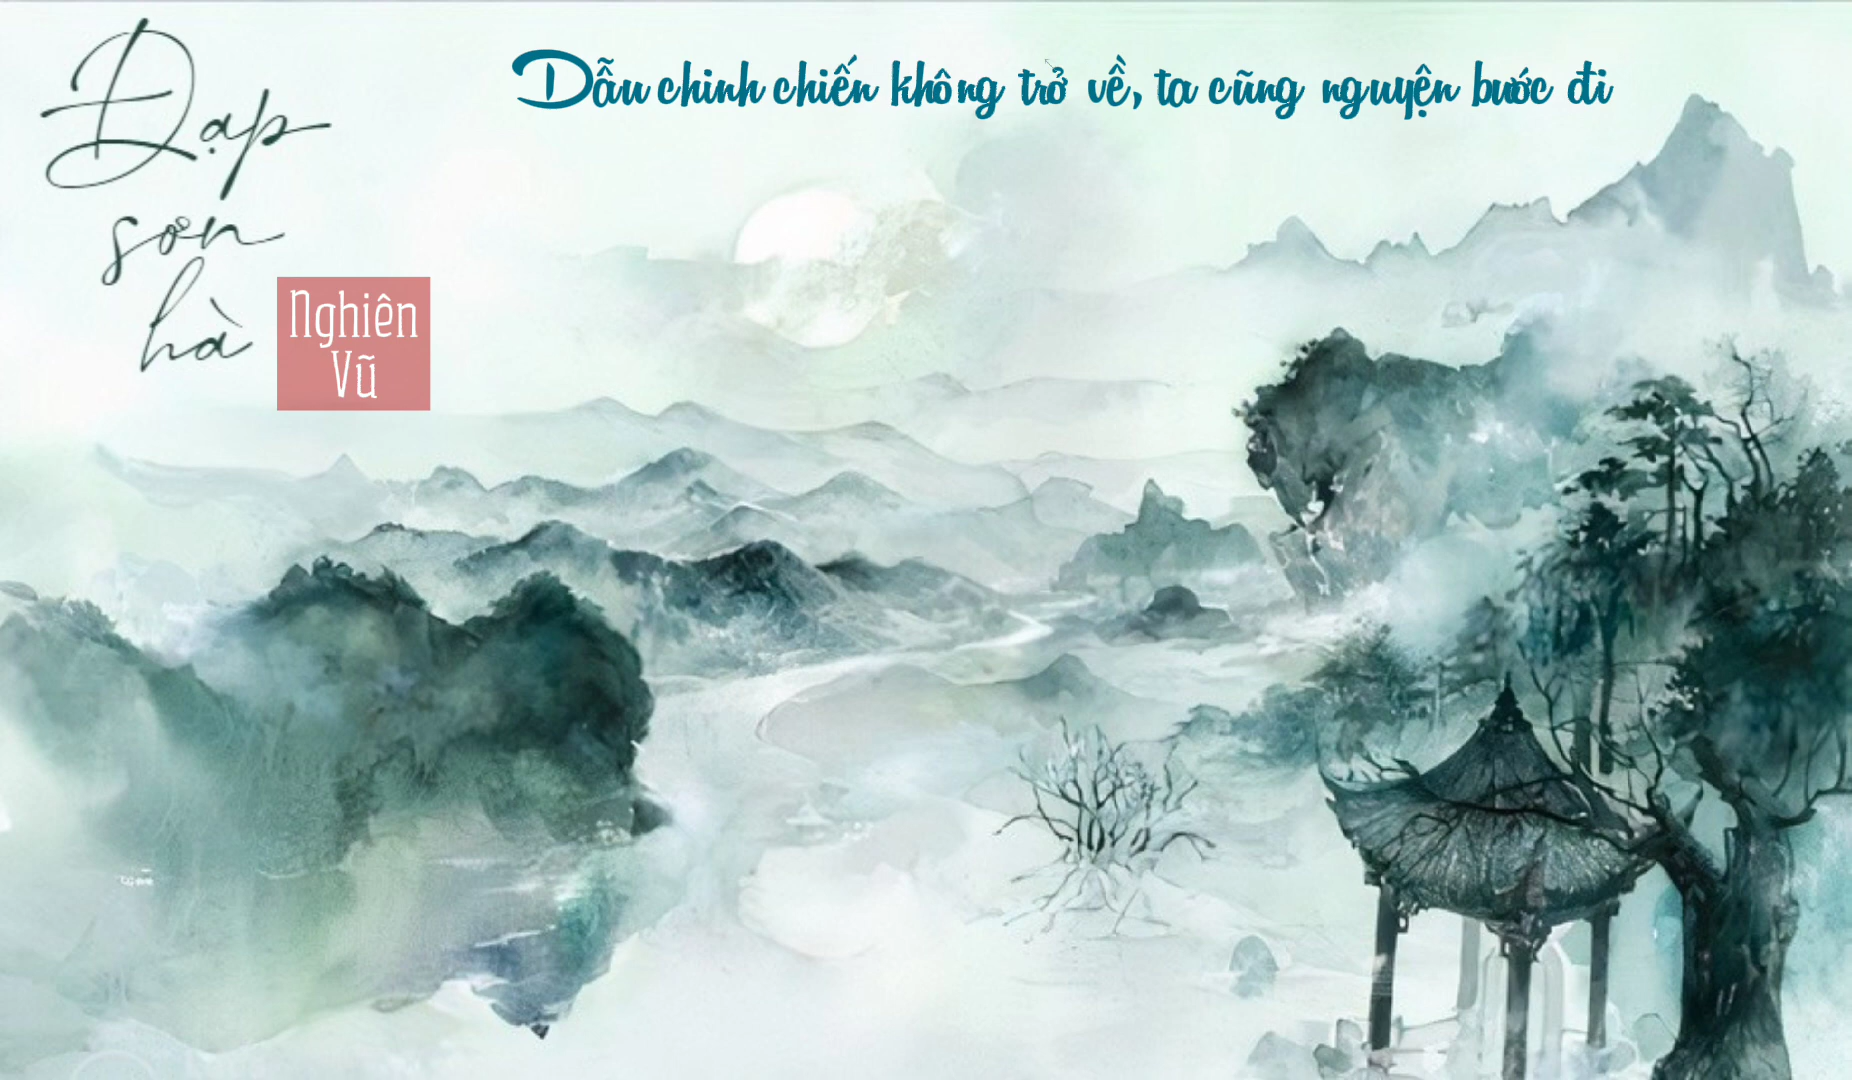 Đạp
sơn
hà
Nghiên
Vũ
Dẫu chinh chiến không trở về, ta cũng nguyện bước đi